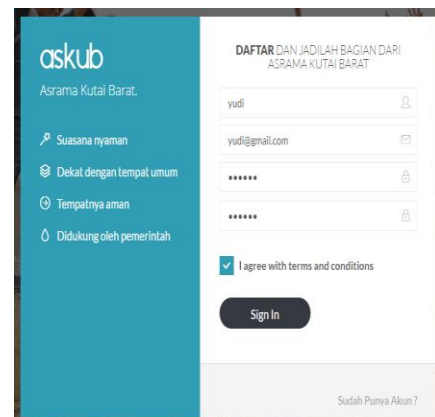 askub
Asrama Kutai Barat.
Suasana nyaman
Dekat dengan tempat umum
Tempatnya aman
Didukung oleh pemerintah
DAFTAR DAN JADILAH BAGIAN DARI
ASRAMA KUTAI BARAT
yudi
yudi@gmail.com
••••••
••••••
I agree with terms and conditions
Sign In
Sudah Punya Akun ?